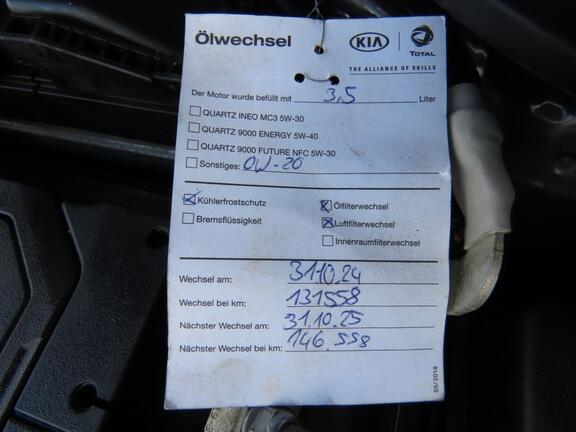 Ölwechsel KIA TOTAL
THE ALLIANCE OF SKILLS
Der Motor wurde befüllt mit 3,5 Liter
QUARTZ INEO MC3 5W-30
QUARTZ 9000 ENERGY 5W-40
QUARTZ 9000 FUTURE NFC 5W-30
Sonstiges: 0W-20
Kühlerfrostschutz Ölfilterwechsel
Bremsflüssigkeit Luftfilterwechsel
Innenraumfilterwechsel
Wechsel am: 31.10.24
Wechsel bei km: 131558
Nächster Wechsel am: 31.10.25
Nächster Wechsel bei km: 146.558
05/2018